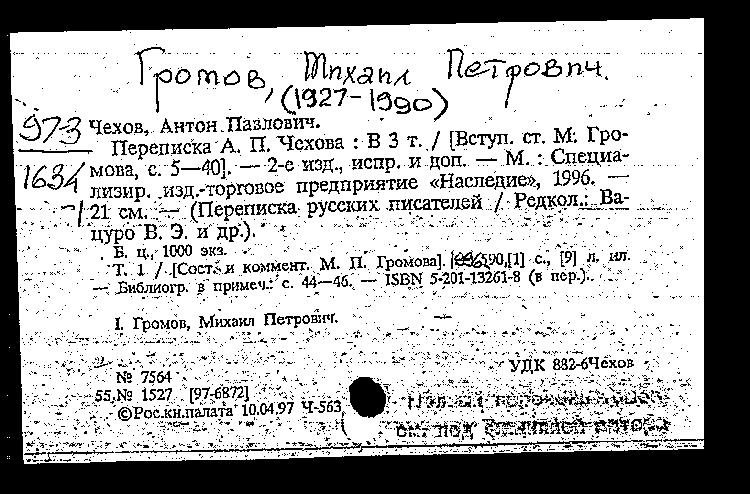 Громов, Михаил Петрович.
(1927-1990)
973 Чехов, Антон Павлович.
Переписка А. П. Чехова : В 3 т. / [Вступ. ст. М. Гро-
1634 мова, с. 5—40]. — 2-е изд., испр. и доп. — М. : Специа-
лизир. изд.-торговое предприятие «Наследие», 1996. —
-1 21 см. — (Переписка русских писателей / Редкол.: Ва-
цуро В. Э. и др.).
Б. ц., 1000 экз.
Т. 1 / [Сост. и коммент. М. П. Громова]. 590,[1] с., [9] л. ил.
— Библиогр. в примеч.: с. 44—46. — ISBN 5-201-13261-8 (в пер.).
I. Громов, Михаил Петрович.
№ 7564 УДК 882-6Чехов
55,№ 1527 [97-6872]
©Рос.кн.палата 10.04.97 Ч-563
см. под